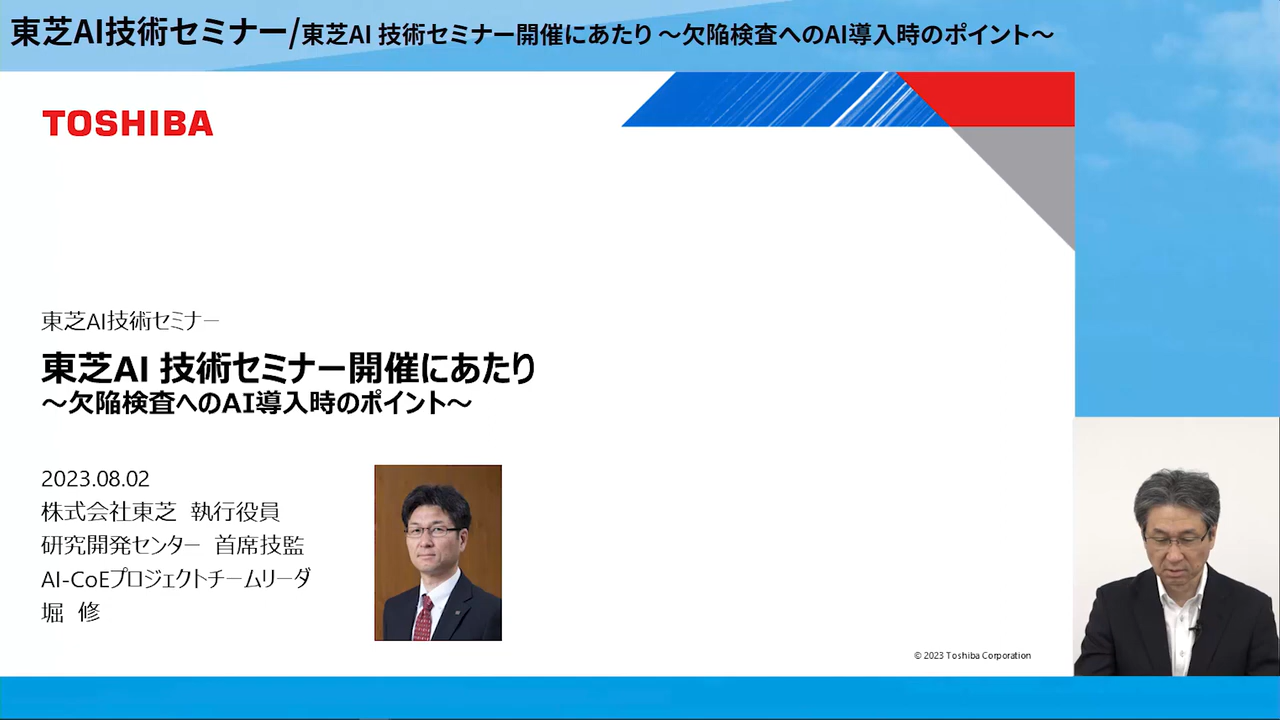 東芝AI技術セミナー/東芝AI 技術セミナー開催にあたり ～欠陥検査へのAI導入時のポイント～
TOSHIBA
東芝AI技術セミナー
東芝AI 技術セミナー開催にあたり
～欠陥検査へのAI導入時のポイント～
2023.08.02
株式会社東芝 執行役員
研究開発センター 首席技監
AI-CoEプロジェクトチームリーダ
堀 修
© 2023 Toshiba Corporation